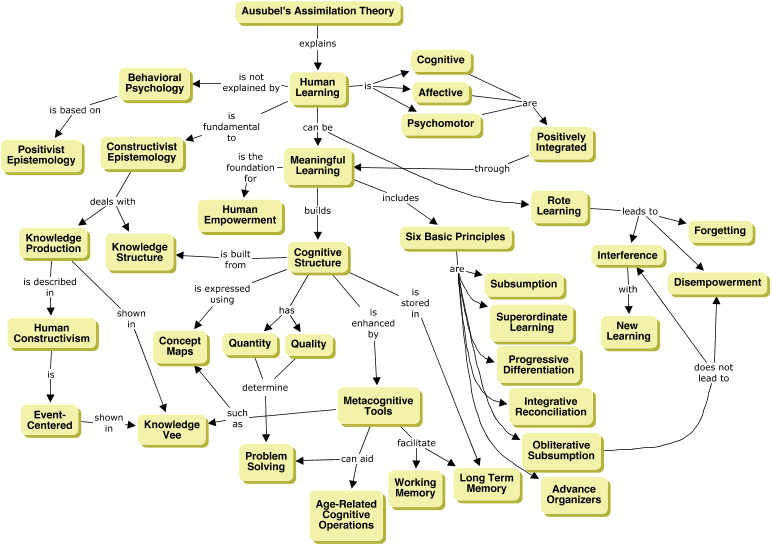 Ausubel's Assimilation Theory
explains
Human
Learning
is not
explained by
Behavioral
Psychology
is based on
Positivist
Epistemology
is
Cognitive
Affective
Psychomotor
are
Positively
Integrated
through
is
fundamental
to
Constructivist
Epistemology
can be
Meaningful
Learning
is the
foundation
for
Human
Empowerment
deals with
Knowledge
Production
Knowledge
Structure
builds
includes
Rote
Learning
leads to
Forgetting
Interference
Disempowerment
with
New
Learning
Six Basic Principles
are
Subsumption
Superordinate
Learning
Progressive
Differentiation
Integrative
Reconciliation
Obliterative
Subsumption
Advance
Organizers
does not
lead to
Cognitive
Structure
is built
from
is expressed
using
Concept
Maps
has
Quantity
Quality
determine
is
enhanced
by
is
stored
in
is described
in
Human
Constructivism
is
Event-
Centered
shown
in
shown
in
Knowledge
Vee
such
as
Metacognitive
Tools
Problem
Solving
can aid
Age-Related
Cognitive
Operations
facilitate
Working
Memory
Long Term
Memory